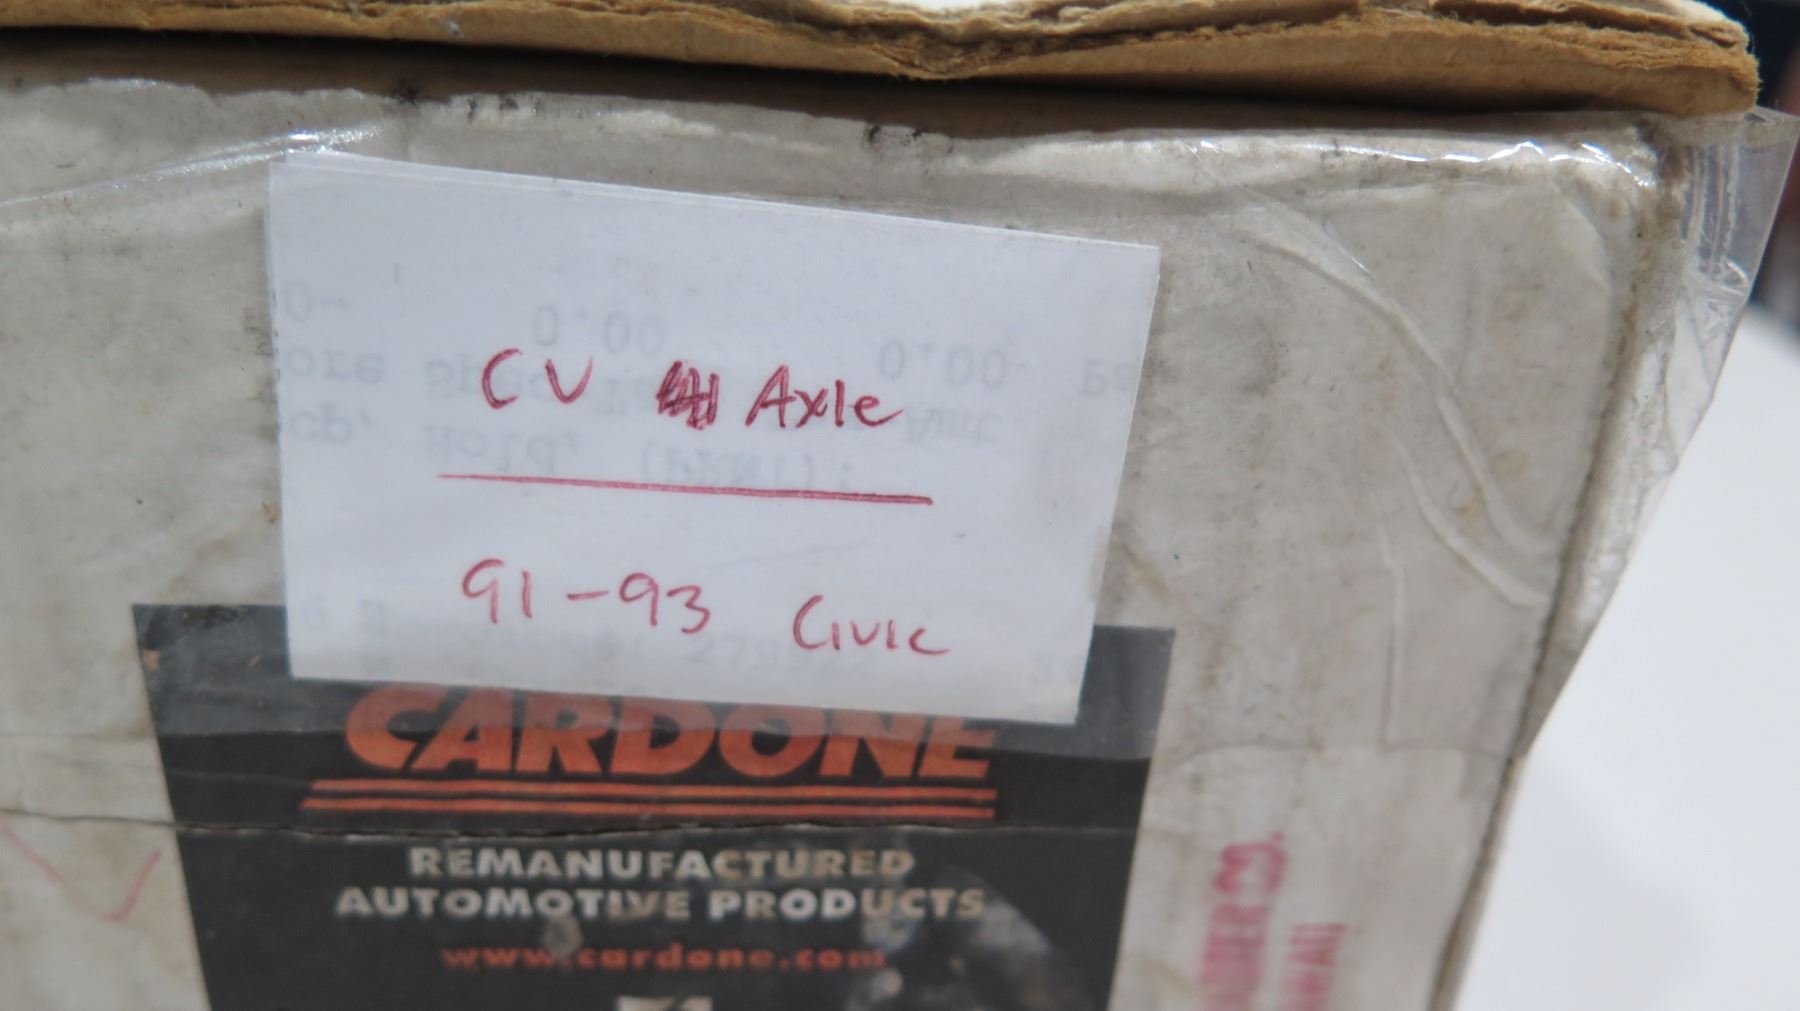 CV Axle
91-93 Civic
CARDONE
REMANUFACTURED
AUTOMOTIVE PRODUCTS
www.cardone.com